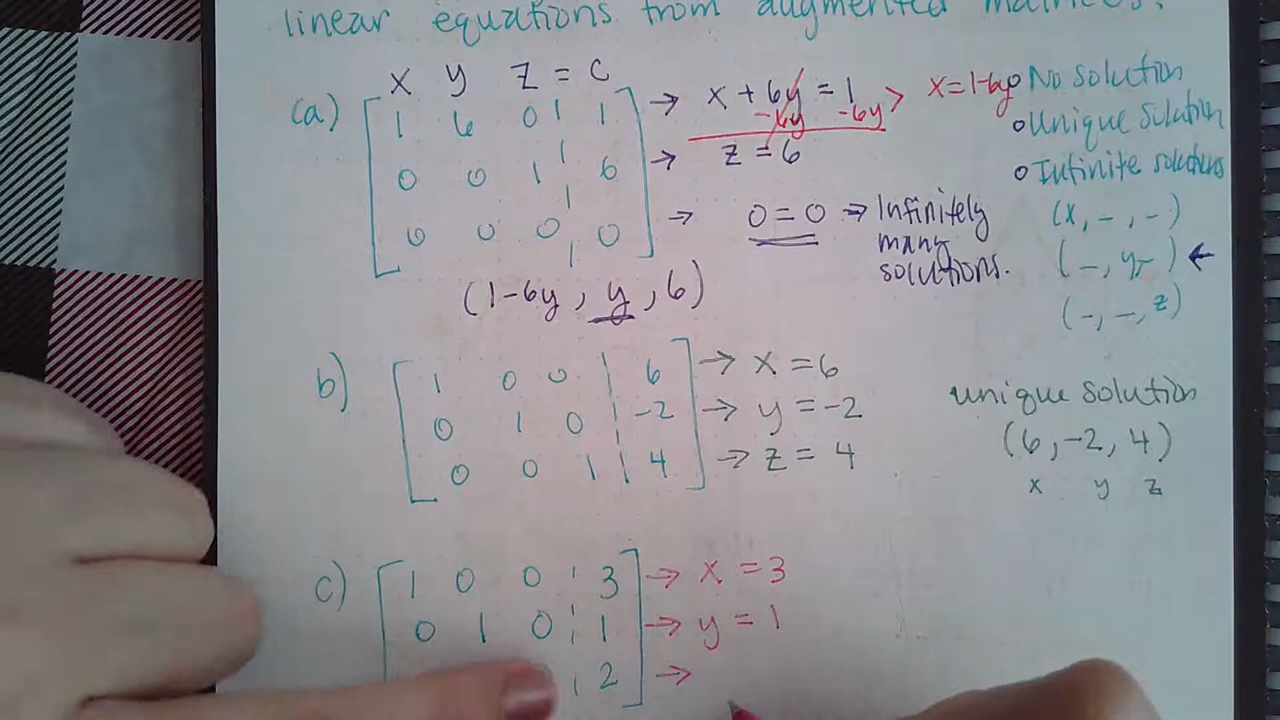 linear equations from augmented matrices.
x y z = c
(a) [ 1 6 0 | 1 ] → x + 6y = 1 > x=1-6y
-6y -6y
[ 0 0 1 | 6 ] → z = 6
[ 0 0 0 | 0 ] → 0 = 0 → Infinitely many solutions.
(1-6y, y, 6)
o No solution
o Unique solution
o Infinite solutions
(x, -, -)
(-, y, -) ←
(-, -, z)
b) [ 1 0 0 | 6 ] → x = 6
[ 0 1 0 | -2 ] → y = -2
[ 0 0 1 | 4 ] → z = 4
unique solution
(6, -2, 4)
x y z
c) [ 1 0 0 | 3 ] → x = 3
[ 0 1 0 | 1 ] → y = 1
| 2 ] →